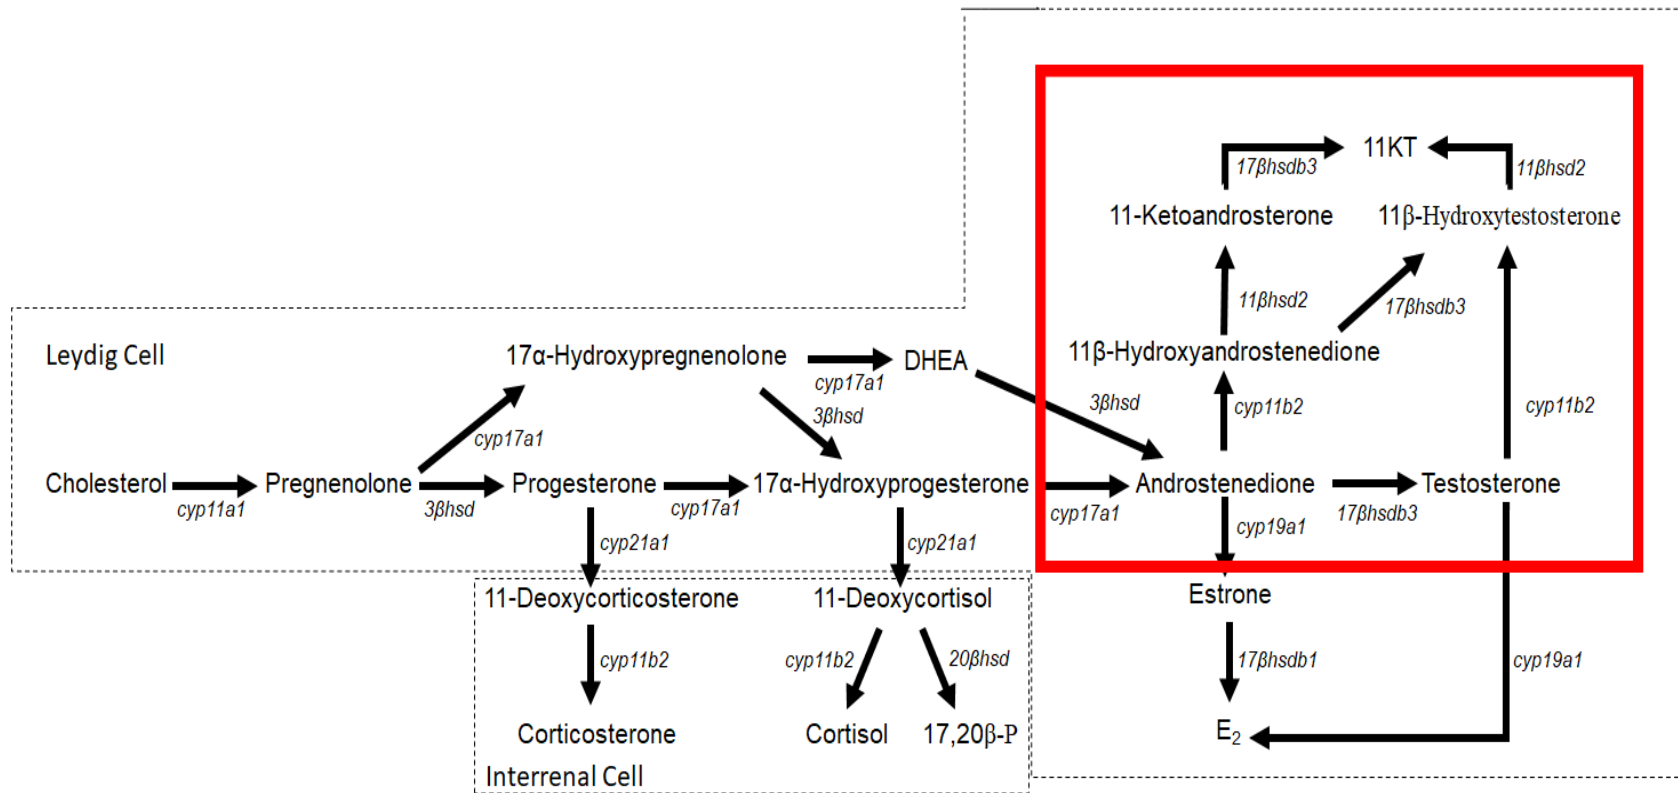 11KT
17βhsdb3
11βhsd2
11-Ketoandrosterone
11β-Hydroxytestosterone
11βhsd2
17βhsdb3
Leydig Cell
17α-Hydroxypregnenolone
DHEA
11β-Hydroxyandrostenedione
cyp17a1
3βhsd
3βhsd
cyp11b2
cyp11b2
cyp17a1
Cholesterol
Pregnenolone
Progesterone
17α-Hydroxyprogesterone
Androstenedione
Testosterone
cyp11a1
3βhsd
cyp17a1
cyp17a1
17βhsdb3
cyp19a1
cyp21a1
cyp21a1
11-Deoxycorticosterone
11-Deoxycortisol
Estrone
cyp11b2
cyp11b2
20βhsd
17βhsdb1
cyp19a1
Corticosterone
Cortisol
17,20β-P
E2
Interrenal Cell